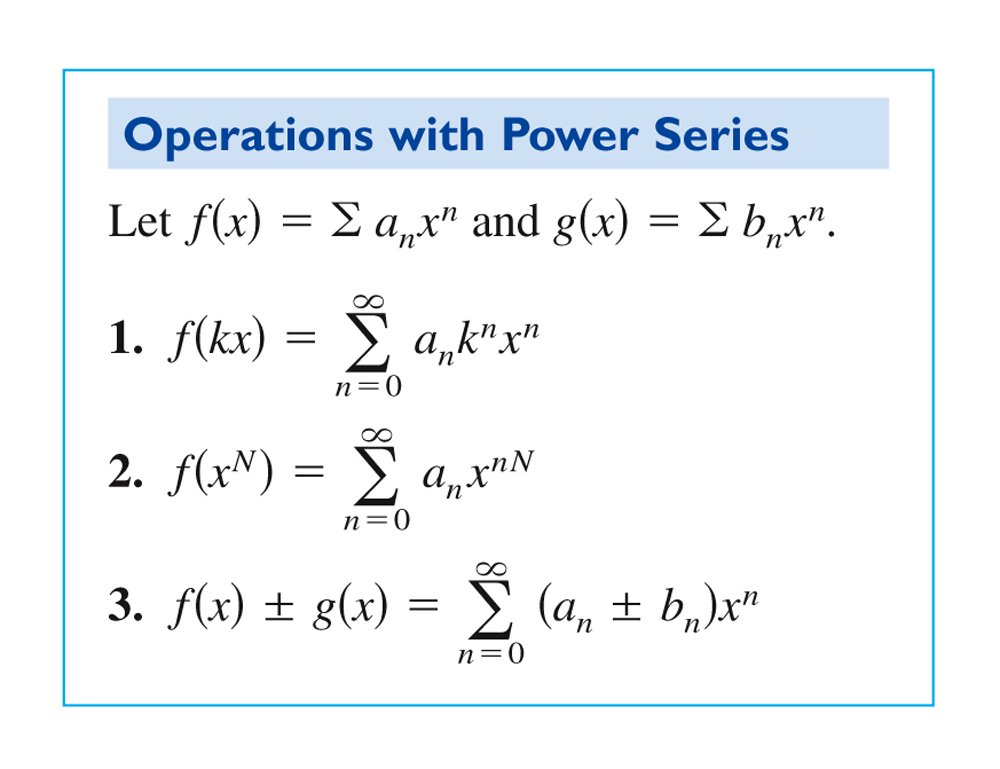 Operations with Power Series
Let f(x) = Σ aₙxⁿ and g(x) = Σ bₙxⁿ.
1. f(kx) = ∑_{n=0}^{∞} aₙkⁿxⁿ
2. f(x^N) = ∑_{n=0}^{∞} aₙx^{nN}
3. f(x) ± g(x) = ∑_{n=0}^{∞} (aₙ ± bₙ)xⁿ